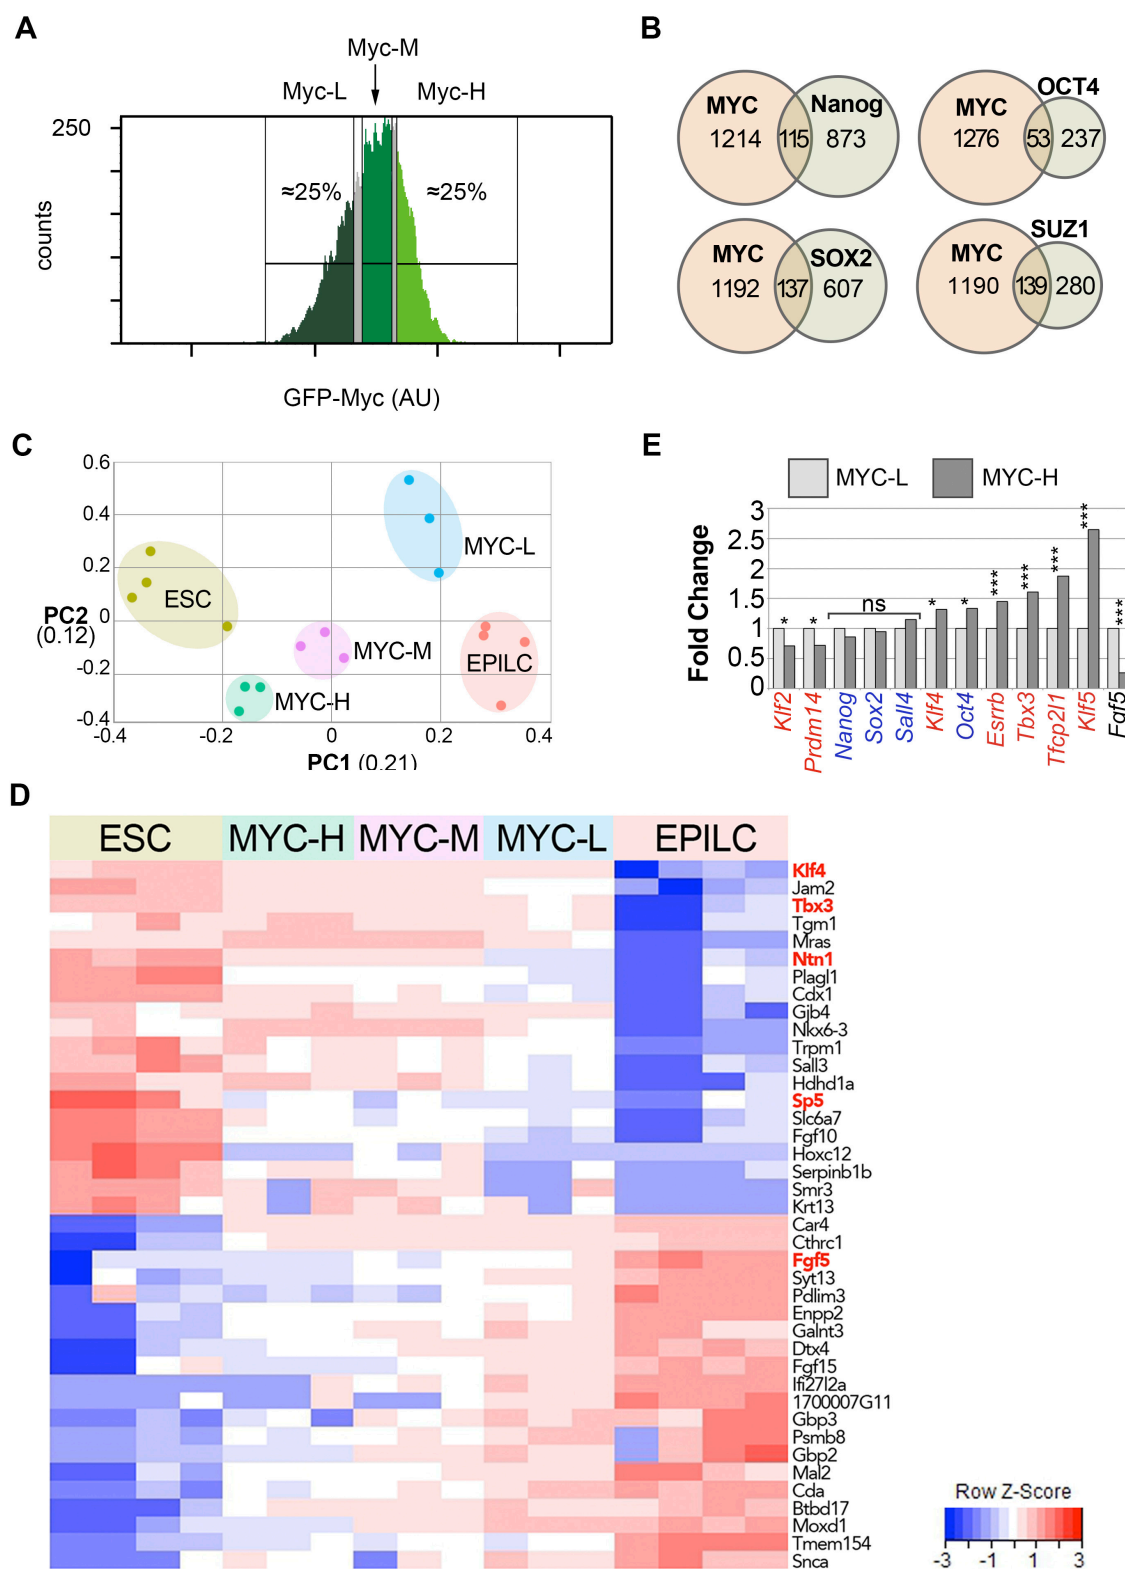 A
Myc-M
Myc-L
Myc-H
250
≈25%
≈25%
counts
GFP-Myc (AU)
B
MYC
Nanog
1214
115
873
MYC
OCT4
1276
53
237
MYC
SOX2
1192
137
607
MYC
SUZ1
1190
139
280
C
0.6
0.4
0.2
0
-0.2
-0.4
PC2
(0.12)
ESC
MYC-L
MYC-M
MYC-H
EPILC
-0.4
-0.2
0
0.2
0.4
PC1 (0.21)
E
MYC-L
MYC-H
Fold Change
3
2.5
2
1.5
1
0.5
0
*
*
ns
*
*
***
***
***
***
***
Klf2
Prdm14
Nanog
Sox2
Sall4
Klf4
Oct4
Esrrb
Tbx3
Tfcp2l1
Klf5
Fgf5
D
ESC
MYC-H
MYC-M
MYC-L
EPILC
Klf4
Jam2
Tbx3
Tgm1
Mras
Ntn1
Plagl1
Cdx1
Gjb4
Nkx6-3
Trpm1
Sall3
Hdhd1a
Sp5
Slc6a7
Fgf10
Hoxc12
Serpinb1b
Smr3
Krt13
Car4
Cthrc1
Fgf5
Syt13
Pdlim3
Enpp2
Galnt3
Dtx4
Fgf15
Ifi27l2a
1700007G11
Gbp3
Psmb8
Gbp2
Mal2
Cda
Btbd17
Moxd1
Tmem154
Snca
Row Z-Score
-3
-1
1
3